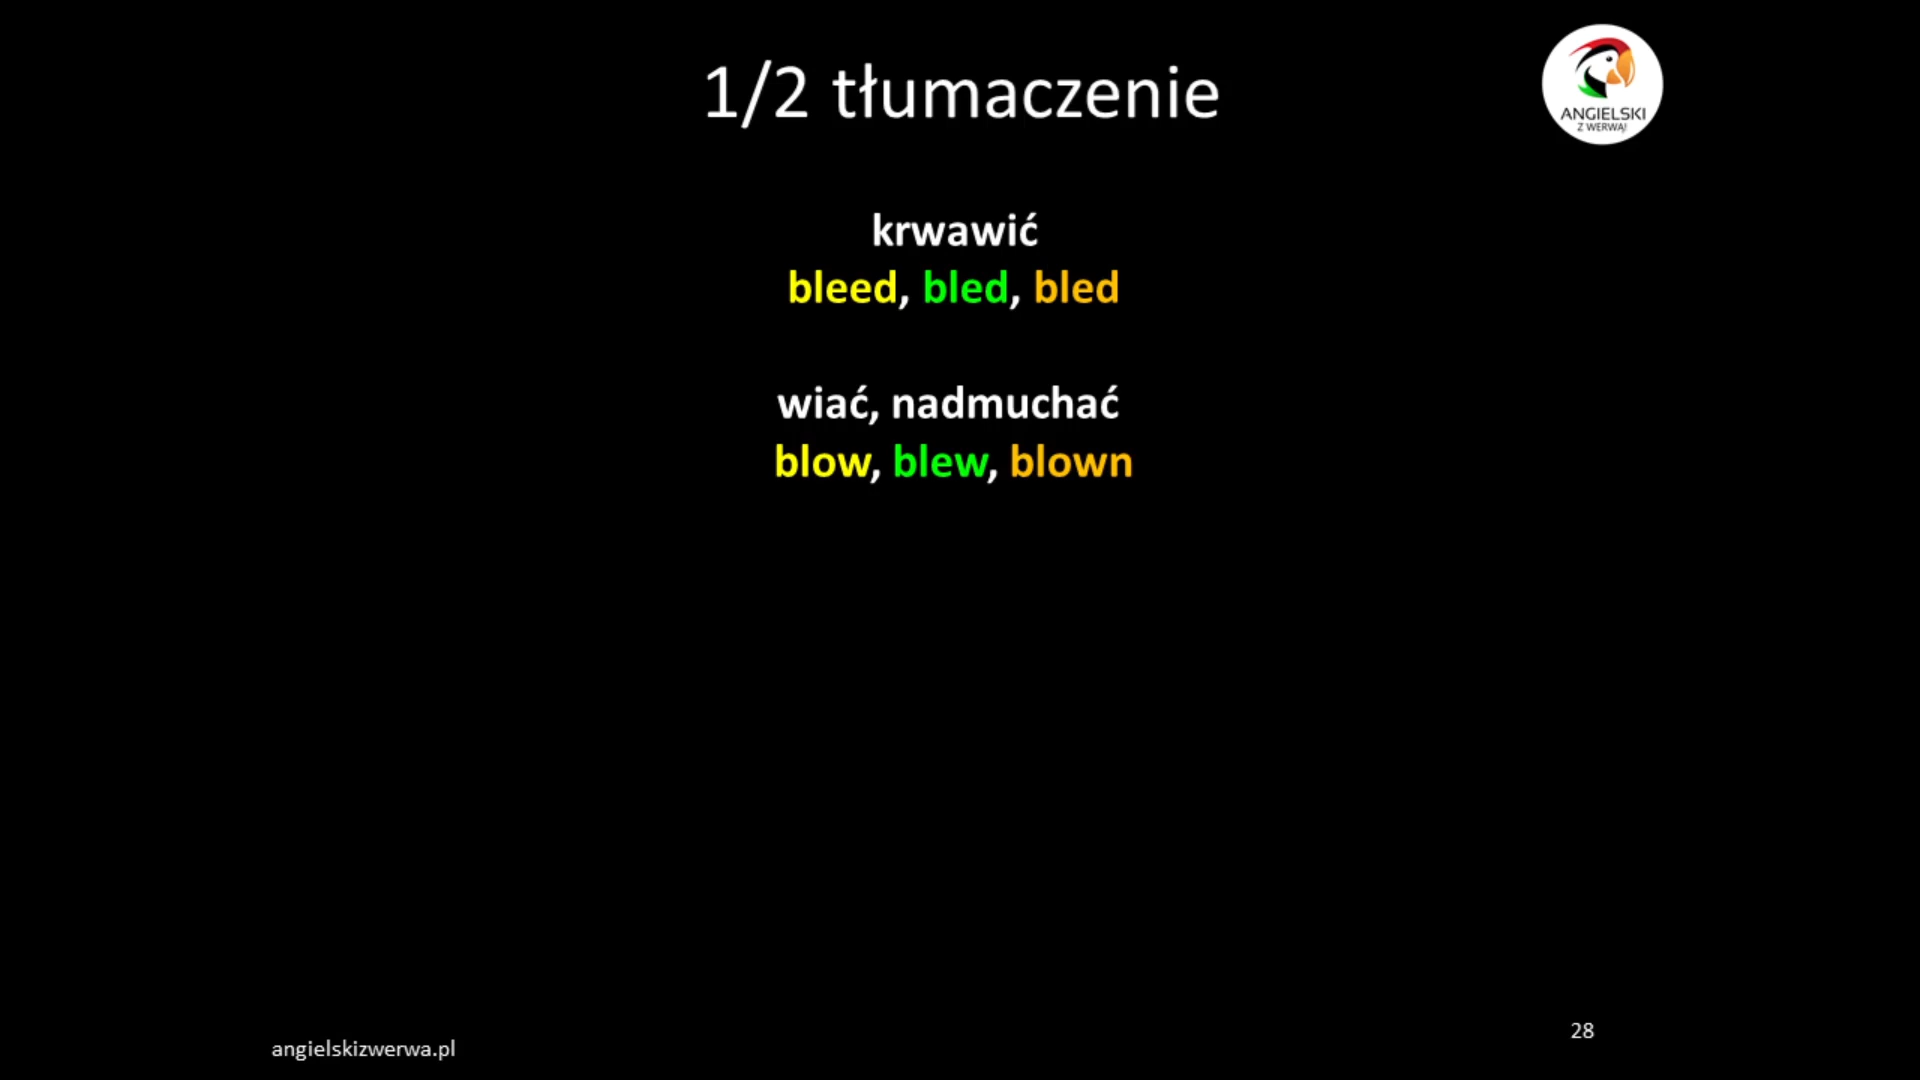 1/2 tłumaczenie
ANGIELSKI
Z WERWĄ!
krwawić
bleed, bled, bled
wiać, nadmuchać
blow, blew, blown
28
angielskizwerwa.pl